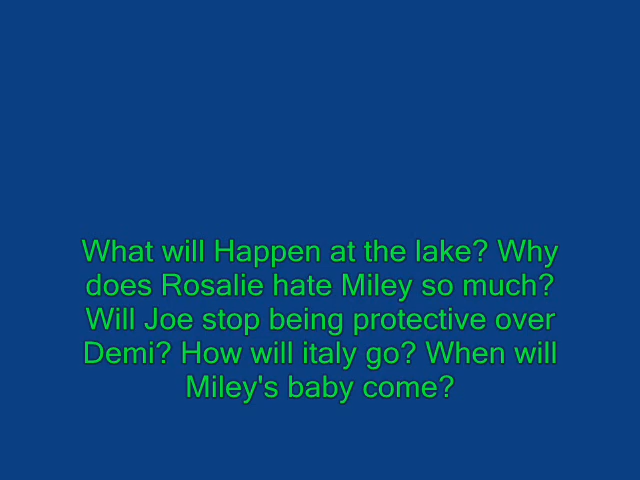 What will Happen at the lake? Why
does Rosalie hate Miley so much?
Will Joe stop being protective over
Demi? How will italy go? When will
Miley's baby come?